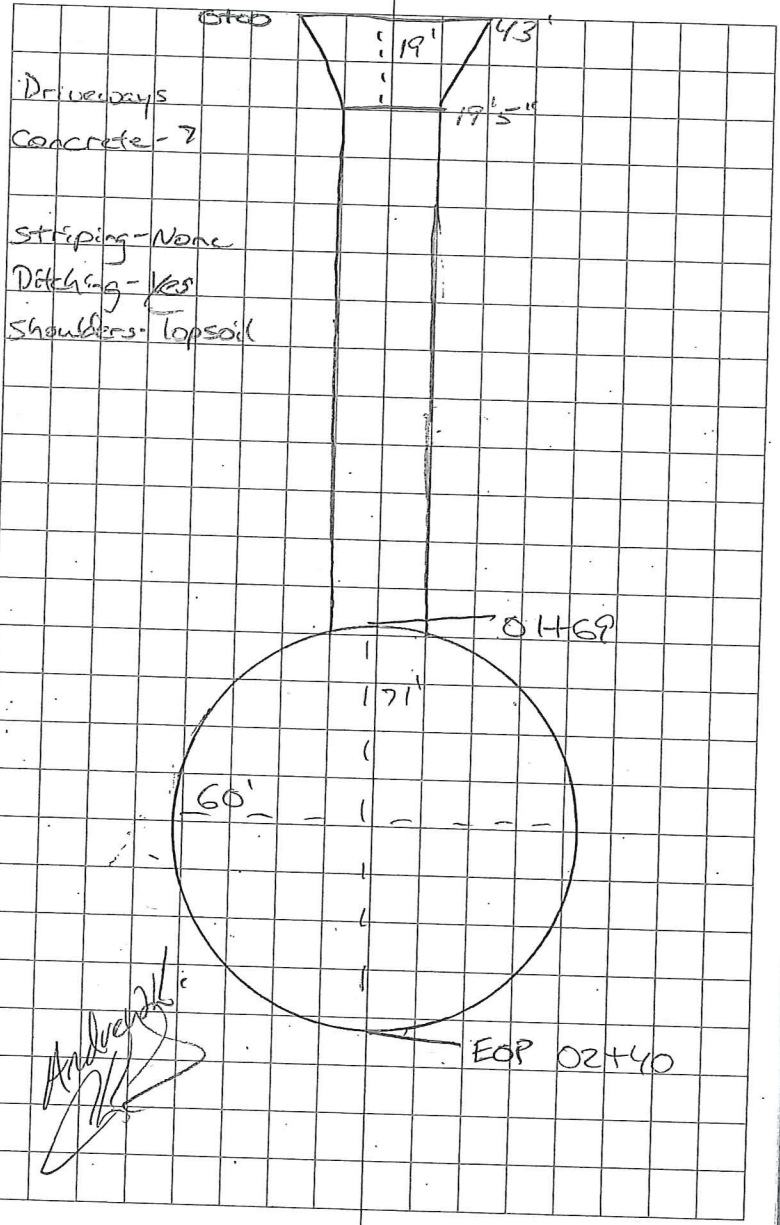 0+00
43'
19'
Driveways
19'5"
Concrete - 7
Striping - None
Ditching - Yes
Shoulders - Topsoil
01+69
71'
60'
EOP 02+40